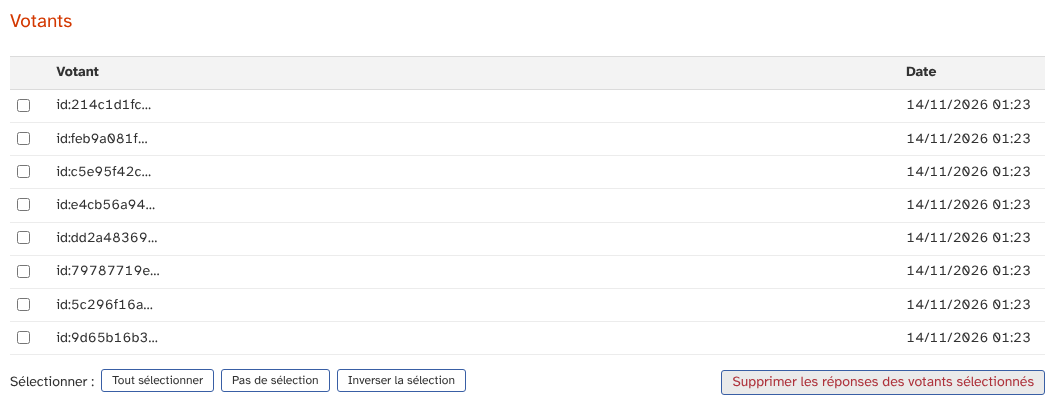 Votants
Votant Date
id:214c1d1fc... 14/11/2026 01:23
id:feb9a081f... 14/11/2026 01:23
id:c5e95f42c... 14/11/2026 01:23
id:e4cb56a94... 14/11/2026 01:23
id:dd2a48369... 14/11/2026 01:23
id:79787719e... 14/11/2026 01:23
id:5c296f16a... 14/11/2026 01:23
id:9d65b16b3... 14/11/2026 01:23
Sélectionner : Tout sélectionner Pas de sélection Inverser la sélection Supprimer les réponses des votants sélectionnés